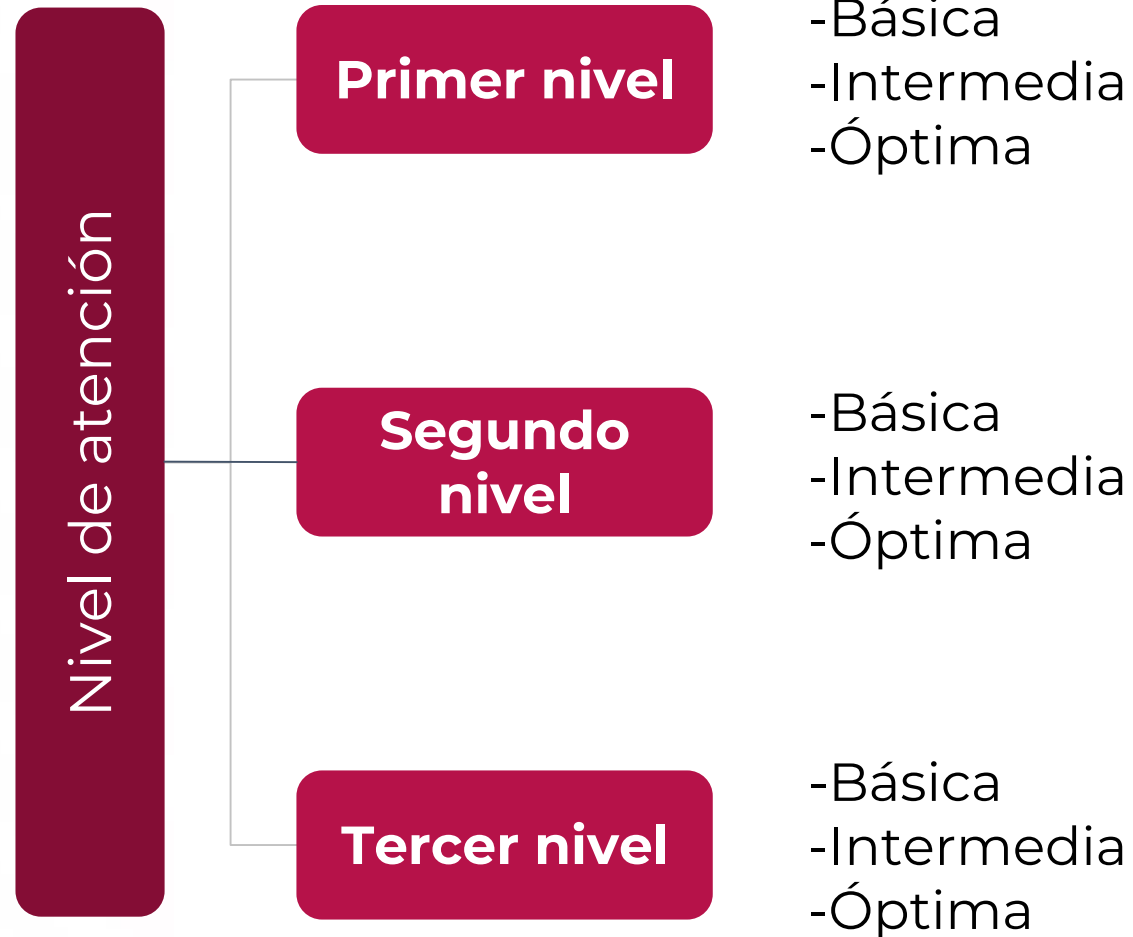 Nivel de atención
Primer nivel
-Básica
-Intermedia
-Óptima
Segundo
nivel
-Básica
-Intermedia
-Óptima
Tercer nivel
-Básica
-Intermedia
-Óptima